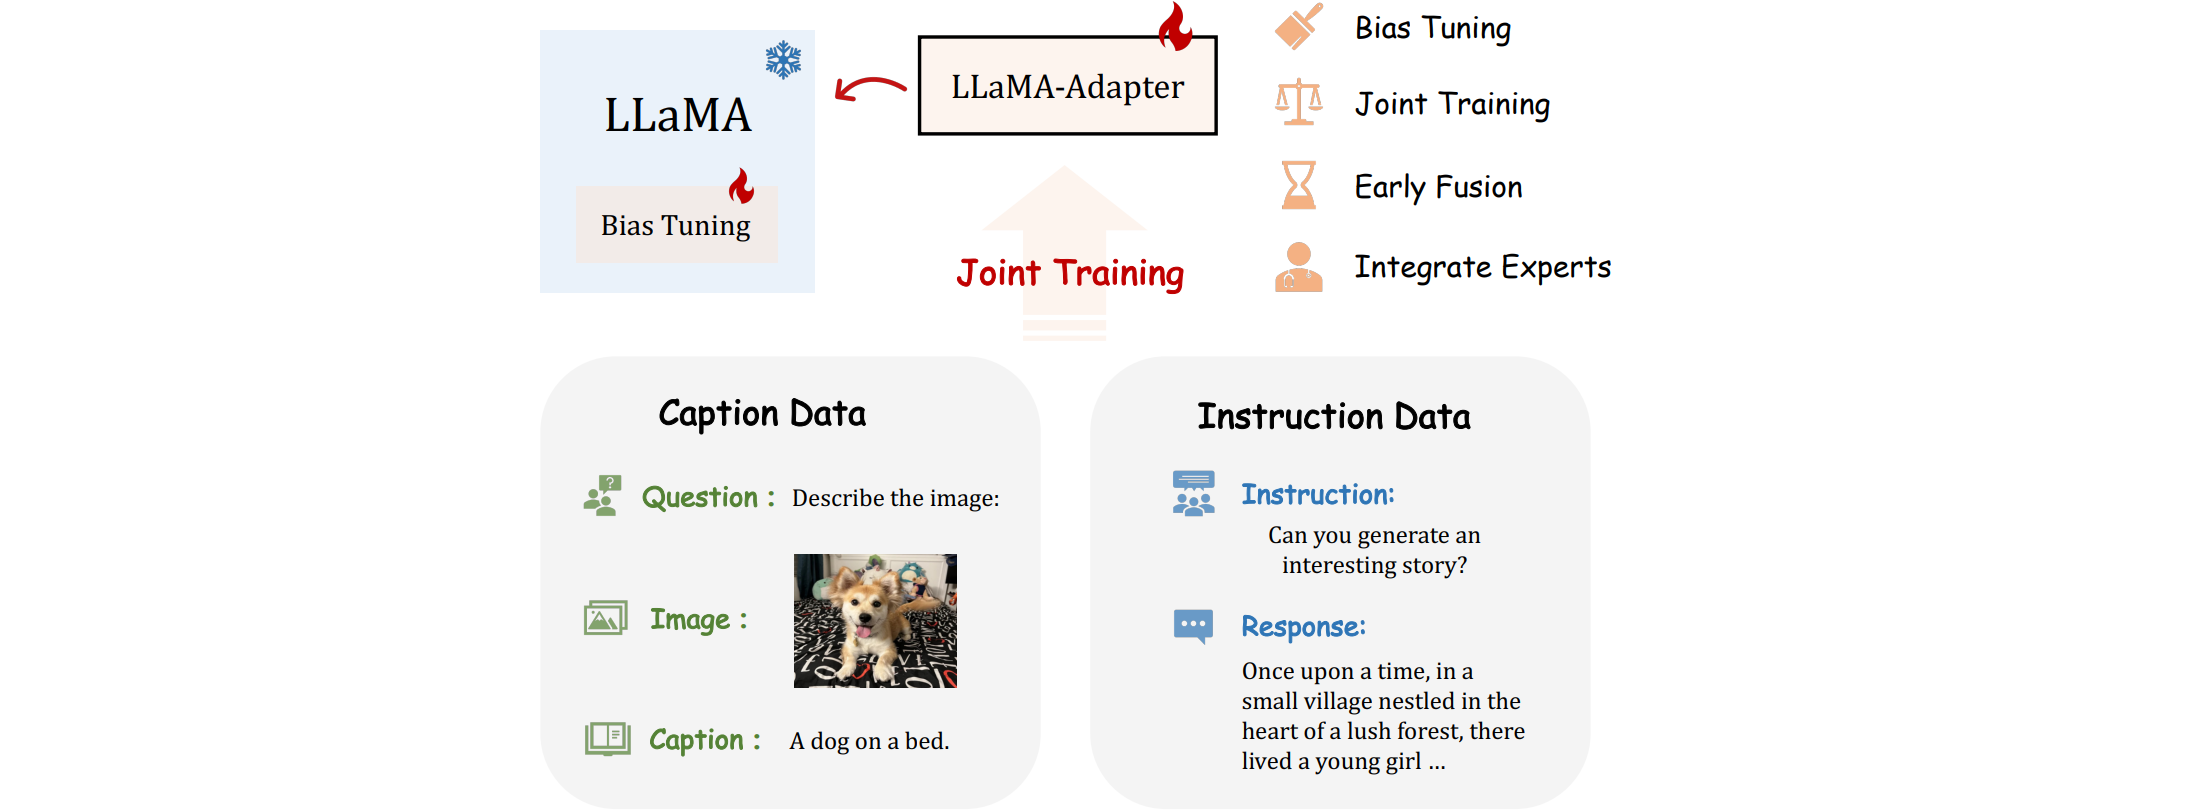 LLaMA
Bias Tuning
LLaMA-Adapter
Joint Training
Bias Tuning
Joint Training
Early Fusion
Integrate Experts
Caption Data
Question : Describe the image:
Image :
Caption : A dog on a bed.
Instruction Data
Instruction:
Can you generate an
interesting story?
Response:
Once upon a time, in a
small village nestled in the
heart of a lush forest, there
lived a young girl ...